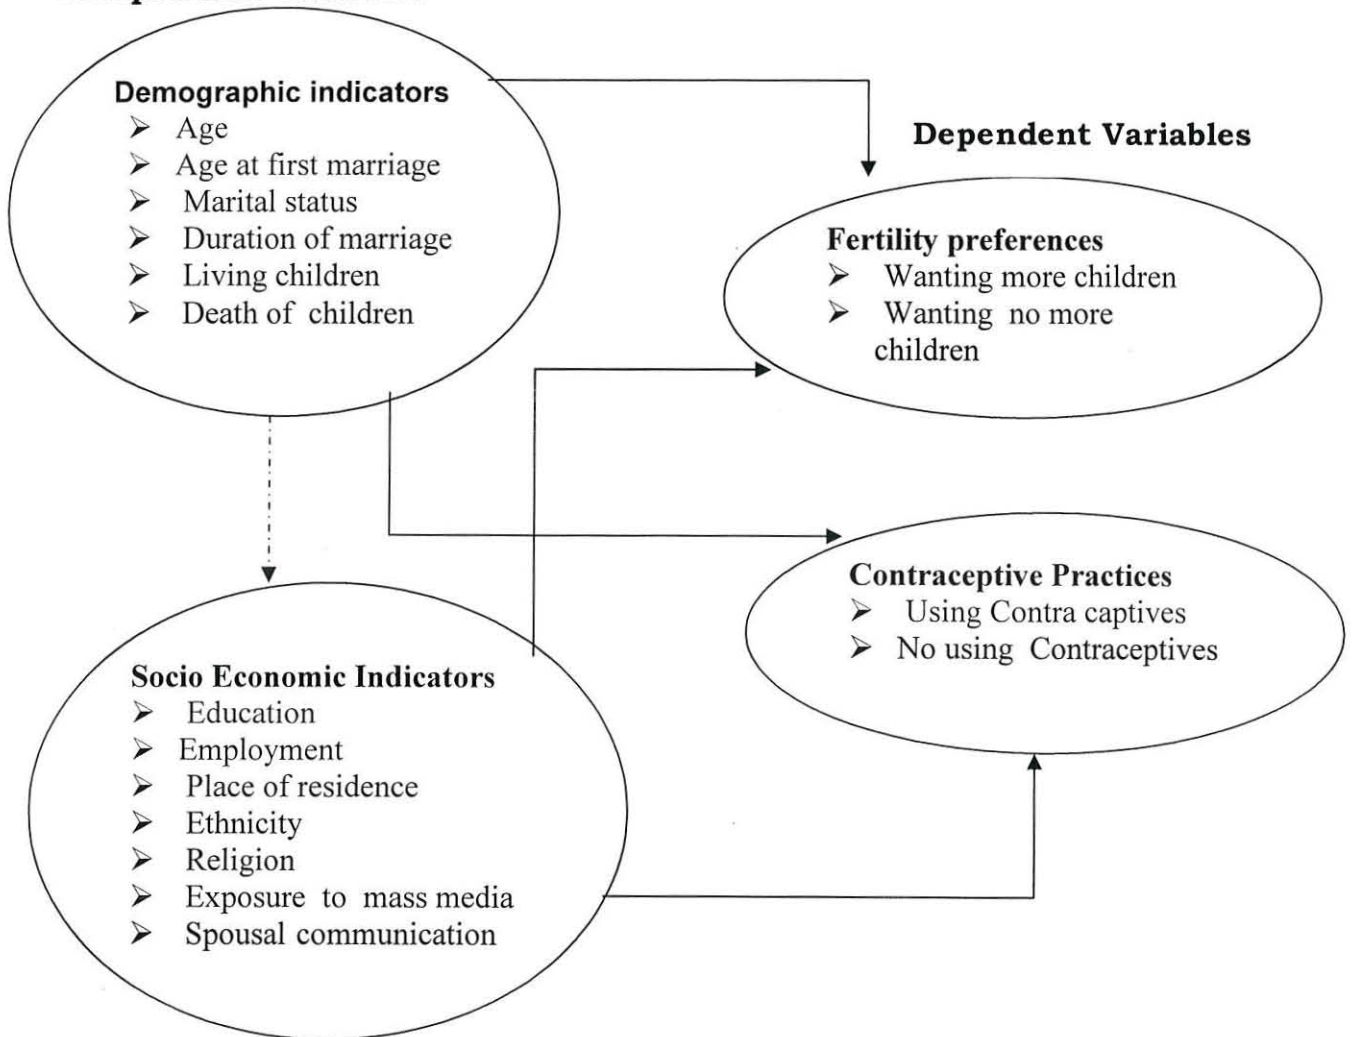 Demographic indicators
➤ Age
➤ Age at first marriage
➤ Marital status
➤ Duration of marriage
➤ Living children
➤ Death of children
Dependent Variables
Fertility preferences
➤ Wanting more children
➤ Wanting no more
children
Contraceptive Practices
➤ Using Contra captives
➤ No using Contraceptives
Socio Economic Indicators
➤ Education
➤ Employment
➤ Place of residence
➤ Ethnicity
➤ Religion
➤ Exposure to mass media
➤ Spousal communication